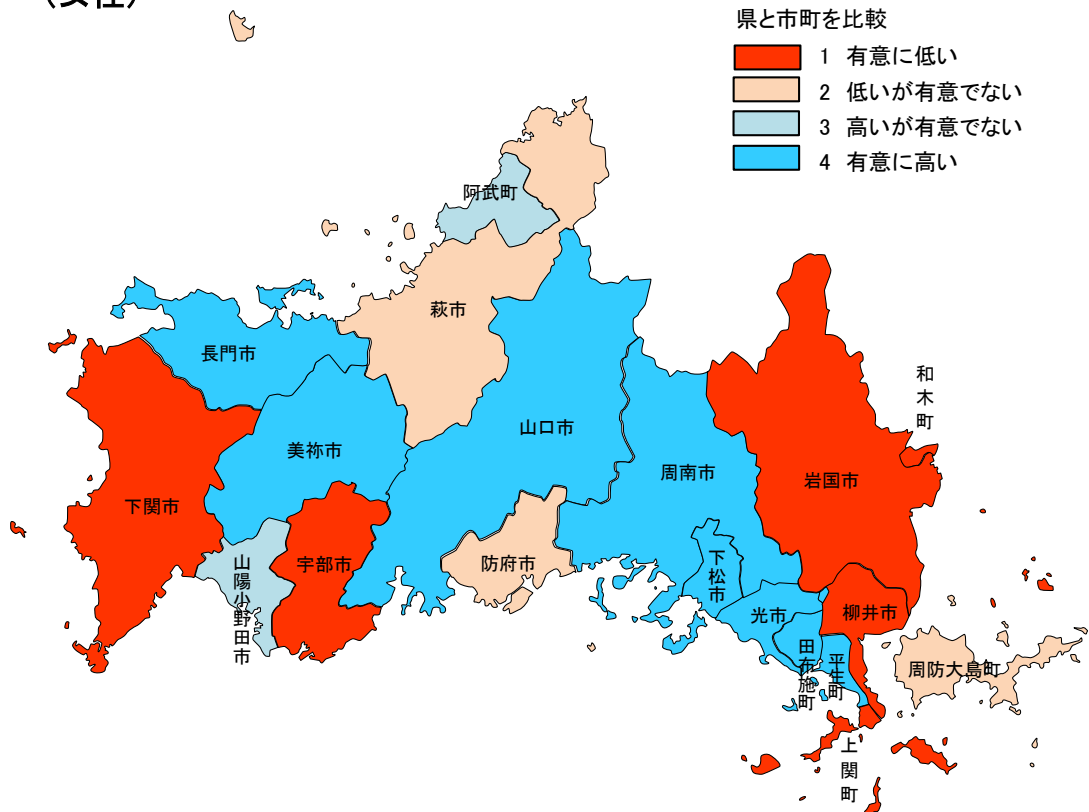 （女性）
県と市町を比較
1 有意に低い
2 低いが有意でない
3 高いが有意でない
4 有意に高い
阿武町
萩市
長門市
和木町
山口市
美祢市
周南市
岩国市
下関市
宇部市
防府市
山陽小野田市
下松市
光市
柳井市
田布施町
平生町
周防大島町
上関町